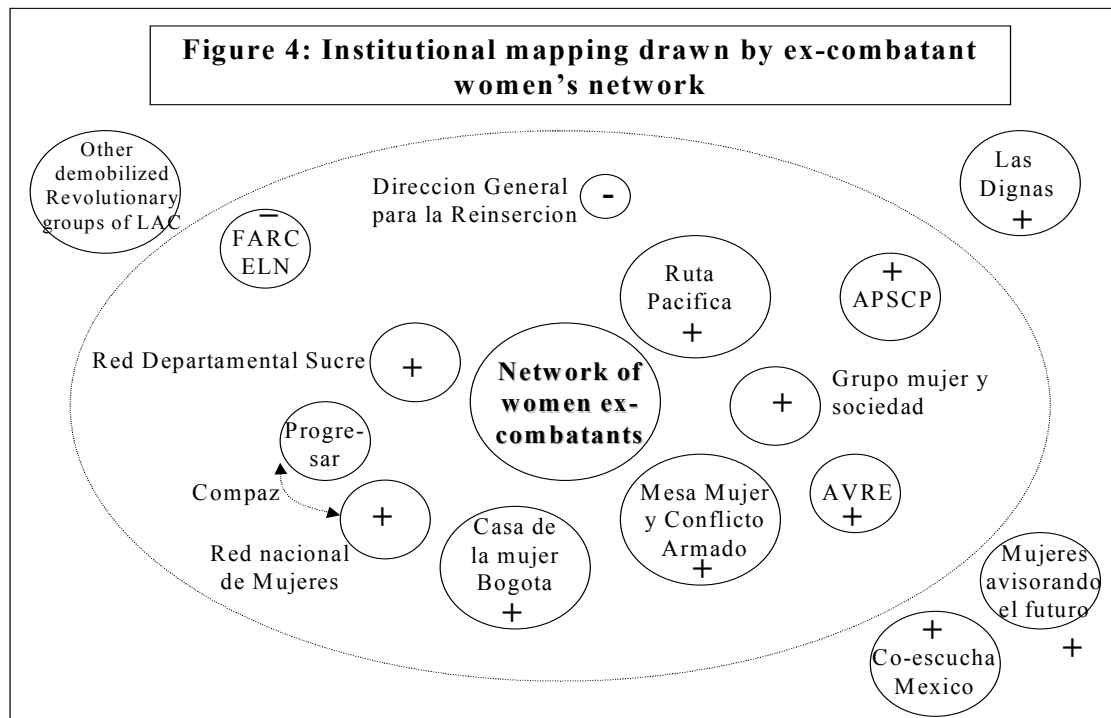 Figure 4: Institutional mapping drawn by ex-combatant
women's network
Other
demobilized
Revolutionary
groups of LAC
–
FARC
ELN
Direccion General
para la Reinsercion
-
Las
Dignas
+
Ruta
Pacifica
+
+
APSCP
Red Departamental Sucre
+
Network of
women ex-
combatants
+
Grupo mujer y
sociedad
Progre-
sar
Compaz
+
Red nacional
de Mujeres
Casa de
la mujer
Bogota
+
Mesa Mujer
y Conflicto
Armado
+
AVRE
+
Mujeres
avisorando
el futuro
+
+
Co-escucha
Mexico